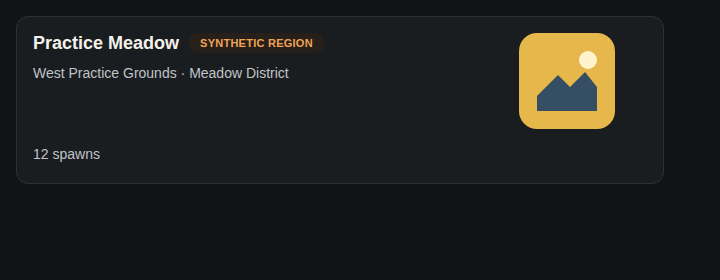 Practice Meadow SYNTHETIC REGION
West Practice Grounds · Meadow District
12 spawns